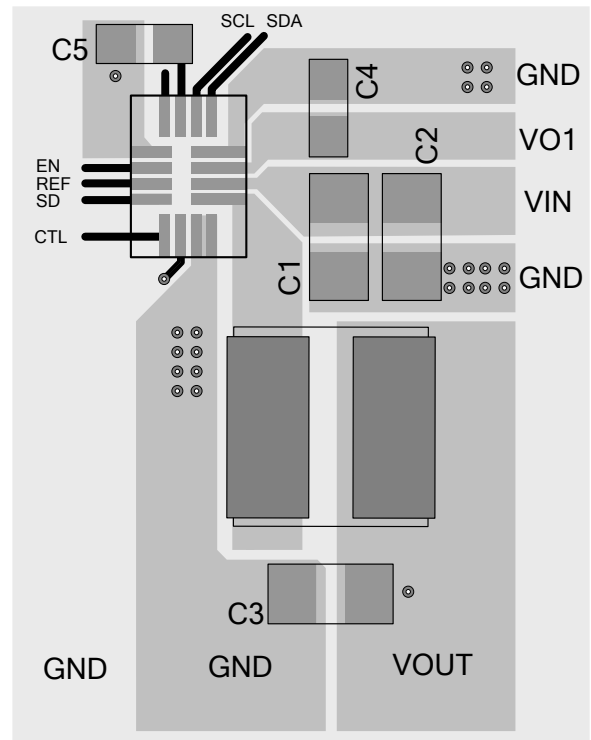 SCL SDA
C5
C4
GND
C2
VO1
EN
REF
SD
VIN
CTL
C1
GND
C3
GND
GND
VOUT